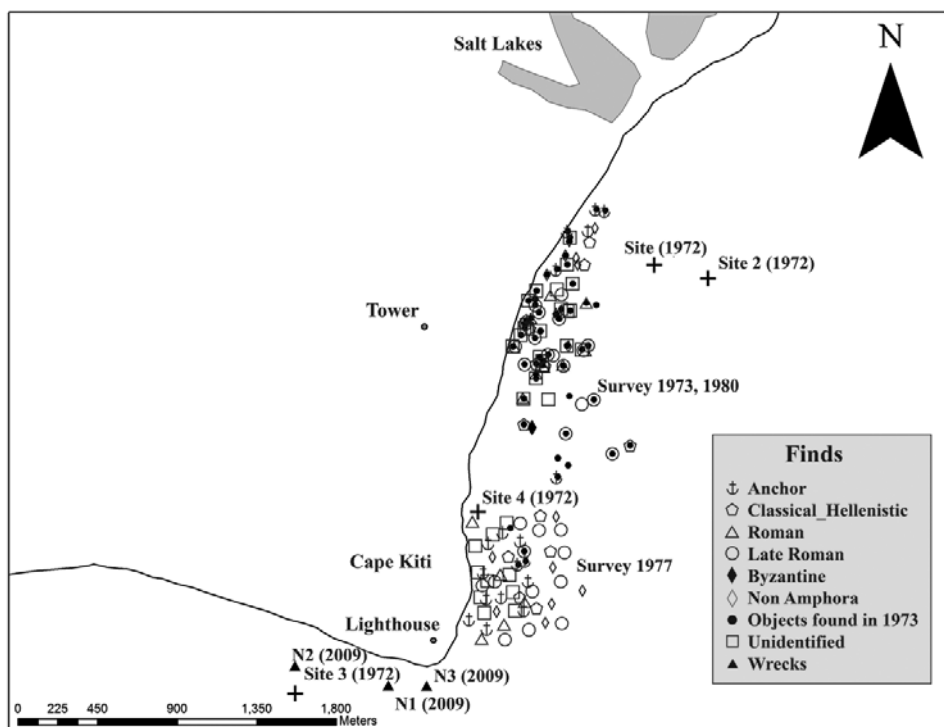 Salt Lakes
N
Site (1972)
Site 2 (1972)
Tower
Survey 1973, 1980
Site 4 (1972)
Cape Kiti
Survey 1977
Lighthouse
N2 (2009)
Site 3 (1972)
N3 (2009)
N1 (2009)
0 225 450 900 1,350 1,800
Meters
Finds
Anchor
Classical_Hellenistic
Roman
Late Roman
Byzantine
Non Amphora
Objects found in 1973
Unidentified
Wrecks